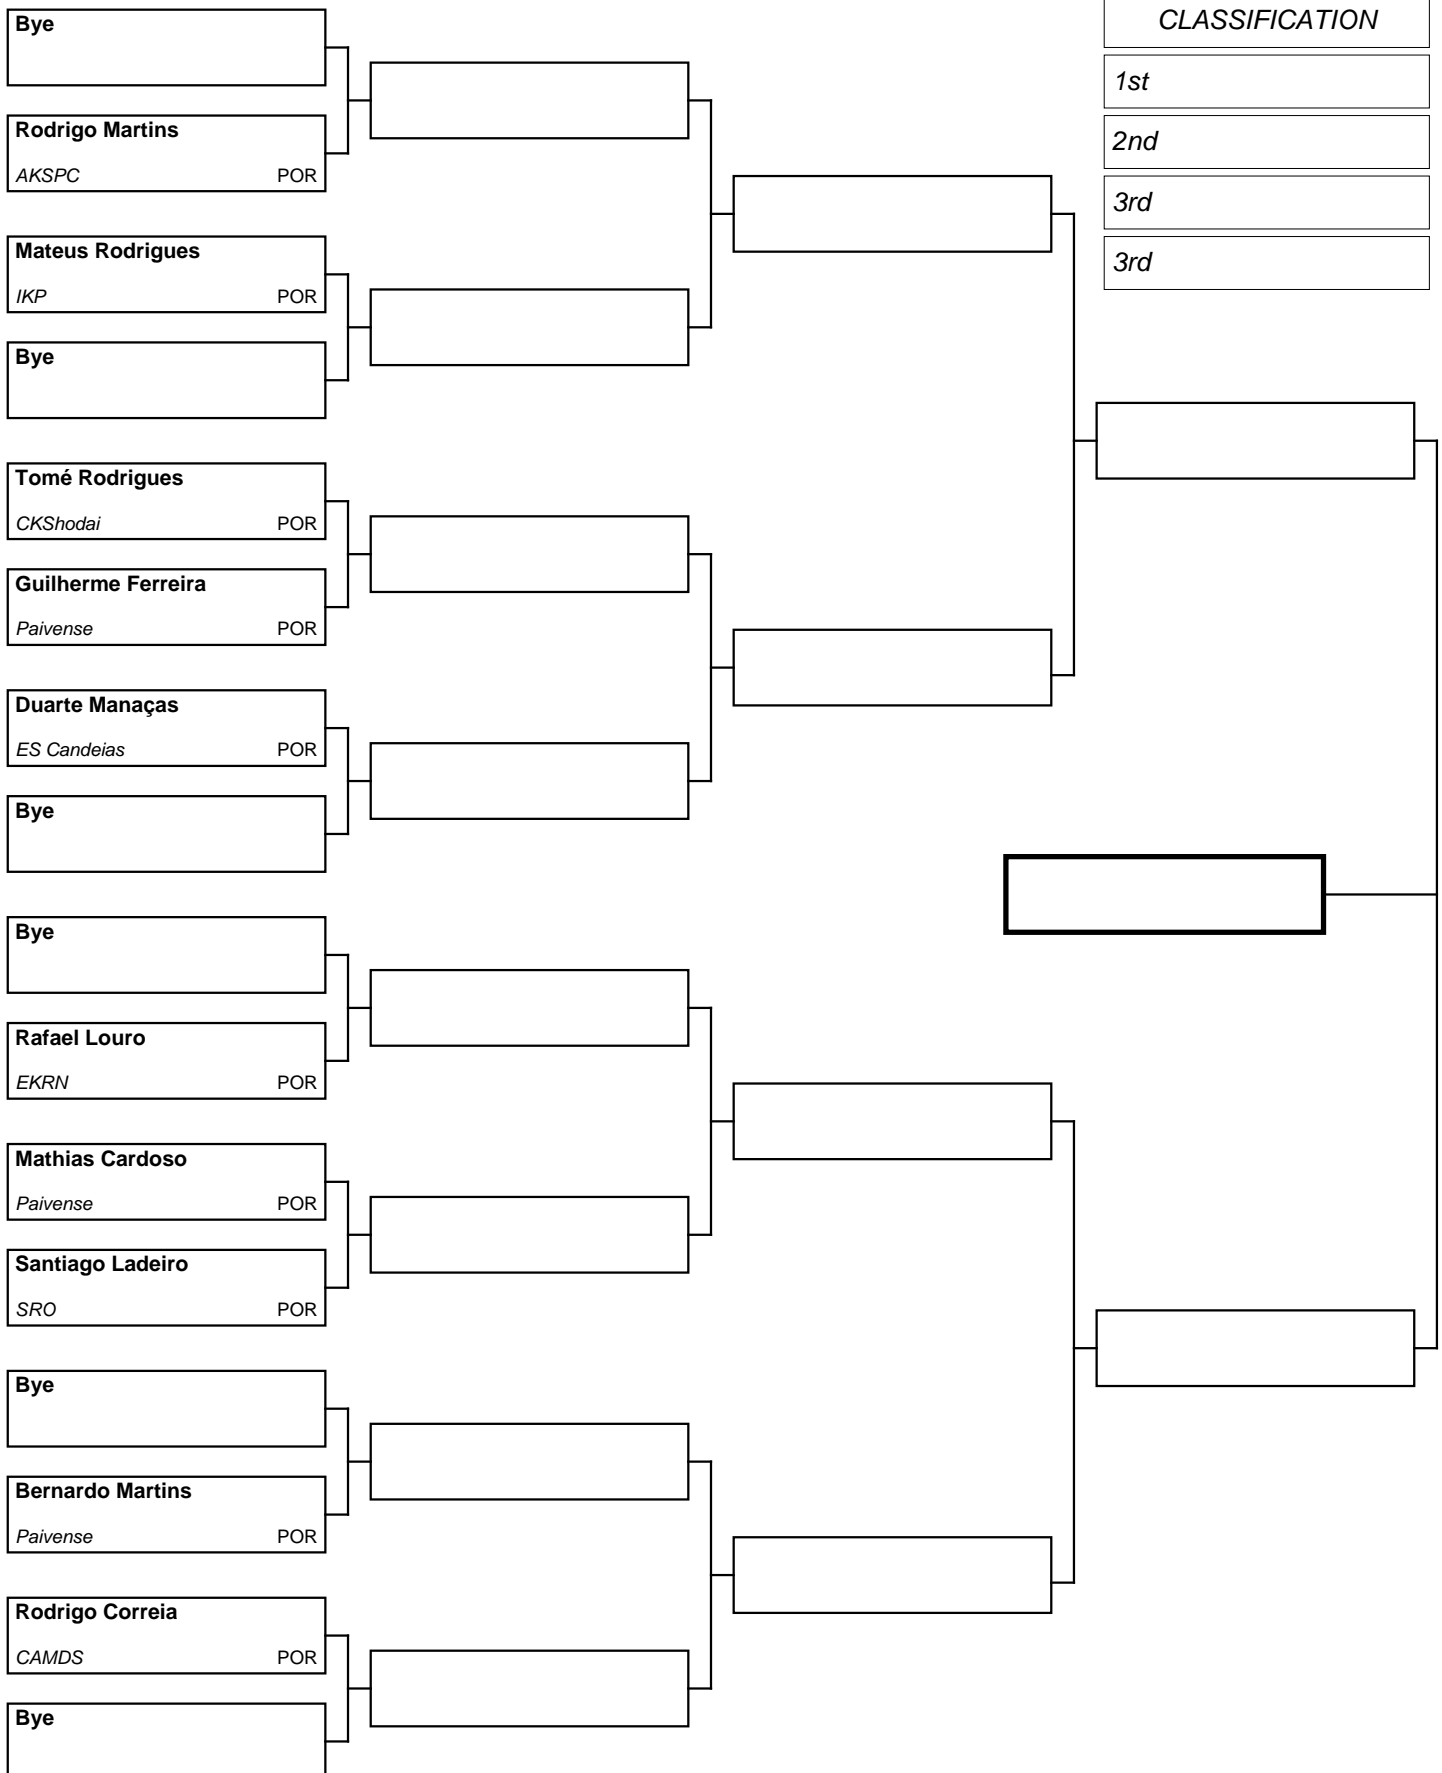 Bye
Rodrigo Martins
AKSPC POR
Mateus Rodrigues
IKP POR
Bye
Tomé Rodrigues
CKShodai POR
Guilherme Ferreira
Paivense POR
Duarte Manaças
ES Candeias POR
Bye
Bye
Rafael Louro
EKRN POR
Mathias Cardoso
Paivense POR
Santiago Ladeiro
SRO POR
Bye
Bernardo Martins
Paivense POR
Rodrigo Correia
CAMDS POR
Bye
CLASSIFICATION
1st
2nd
3rd
3rd